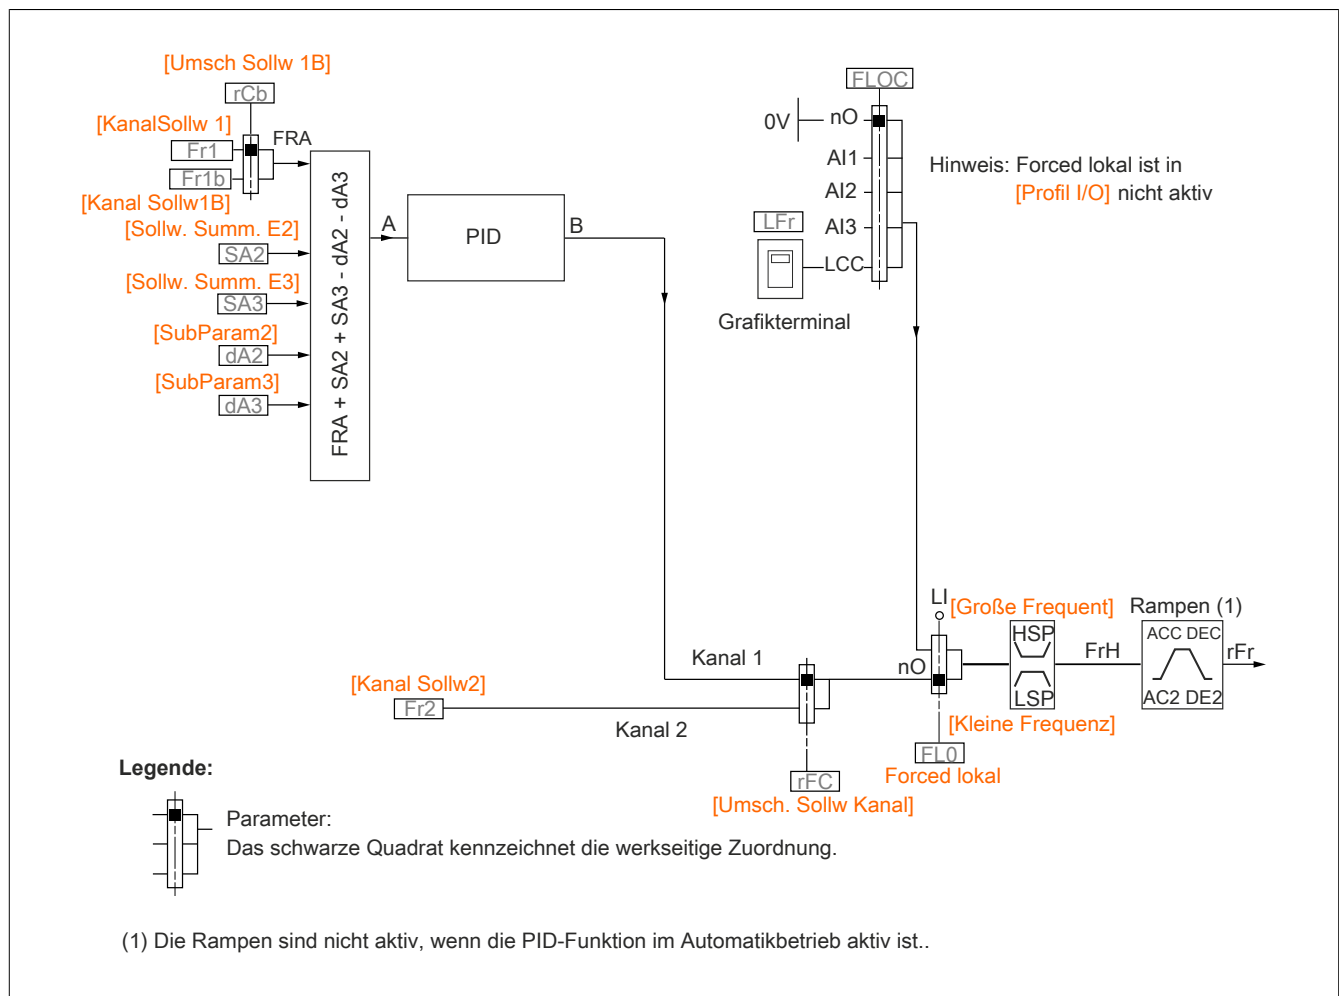 [Umsch Sollw 1B]
rCb
[KanalSollw 1]
FRA
Fr1
Fr1b
[Kanal Sollw1B]
[Sollw. Summ. E2]
SA2
[Sollw. Summ. E3]
SA3
[SubParam2]
dA2
[SubParam3]
dA3
FRA + SA2 + SA3 - dA2 - dA3
A
PID
B
FLOC
0V
nO
AI1
AI2
AI3
LFr
LCC
Grafikterminal
Hinweis: Forced lokal ist in
[Profil I/O] nicht aktiv
LI
[Große Frequent]
Rampen (1)
HSP
LSP
FrH
ACC DEC
AC2 DE2
rFr
Kanal 1
nO
[Kanal Sollw2]
Fr2
Kanal 2
[Kleine Frequenz]
FL0
Forced lokal
rFC
[Umsch. Sollw Kanal]
Legende:
Parameter:
Das schwarze Quadrat kennzeichnet die werkseitige Zuordnung.
(1) Die Rampen sind nicht aktiv, wenn die PID-Funktion im Automatikbetrieb aktiv ist..